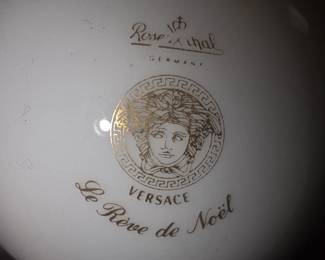 Rosenthal
GERMANY
VERSACE
Le Rêve de Noël